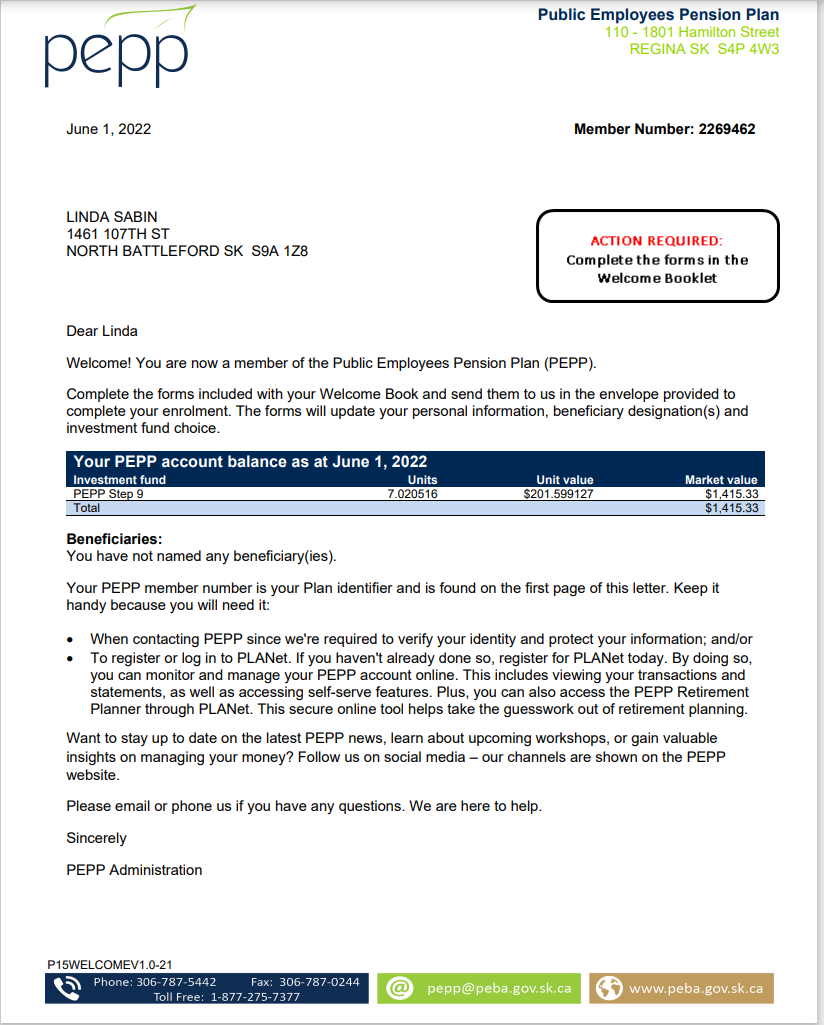 pepp
Public Employees Pension Plan
110 - 1801 Hamilton Street
REGINA SK  S4P 4W3
June 1, 2022
Member Number: 2269462
LINDA SABIN
1461 107TH ST
NORTH BATTLEFORD SK  S9A 1Z8
ACTION REQUIRED:
Complete the forms in the
Welcome Booklet
Dear Linda
Welcome! You are now a member of the Public Employees Pension Plan (PEPP).
Complete the forms included with your Welcome Book and send them to us in the envelope provided to
complete your enrolment. The forms will update your personal information, beneficiary designation(s) and
investment fund choice.
Your PEPP account balance as at June 1, 2022
Investment fund Units Unit value Market value
PEPP Step 9 7.020516 $201.599127 $1,415.33
Total $1,415.33
Beneficiaries:
You have not named any beneficiary(ies).
Your PEPP member number is your Plan identifier and is found on the first page of this letter. Keep it
handy because you will need it:
• When contacting PEPP since we're required to verify your identity and protect your information; and/or
• To register or log in to PLANet. If you haven't already done so, register for PLANet today. By doing so,
you can monitor and manage your PEPP account online. This includes viewing your transactions and
statements, as well as accessing self-serve features. Plus, you can also access the PEPP Retirement
Planner through PLANet. This secure online tool helps take the guesswork out of retirement planning.
Want to stay up to date on the latest PEPP news, learn about upcoming workshops, or gain valuable
insights on managing your money? Follow us on social media – our channels are shown on the PEPP
website.
Please email or phone us if you have any questions. We are here to help.
Sincerely
PEPP Administration
P15WELCOMEV1.0-21
Phone: 306-787-5442 Fax: 306-787-0244
Toll Free: 1-877-275-7377
pepp@peba.gov.sk.ca
www.peba.gov.sk.ca